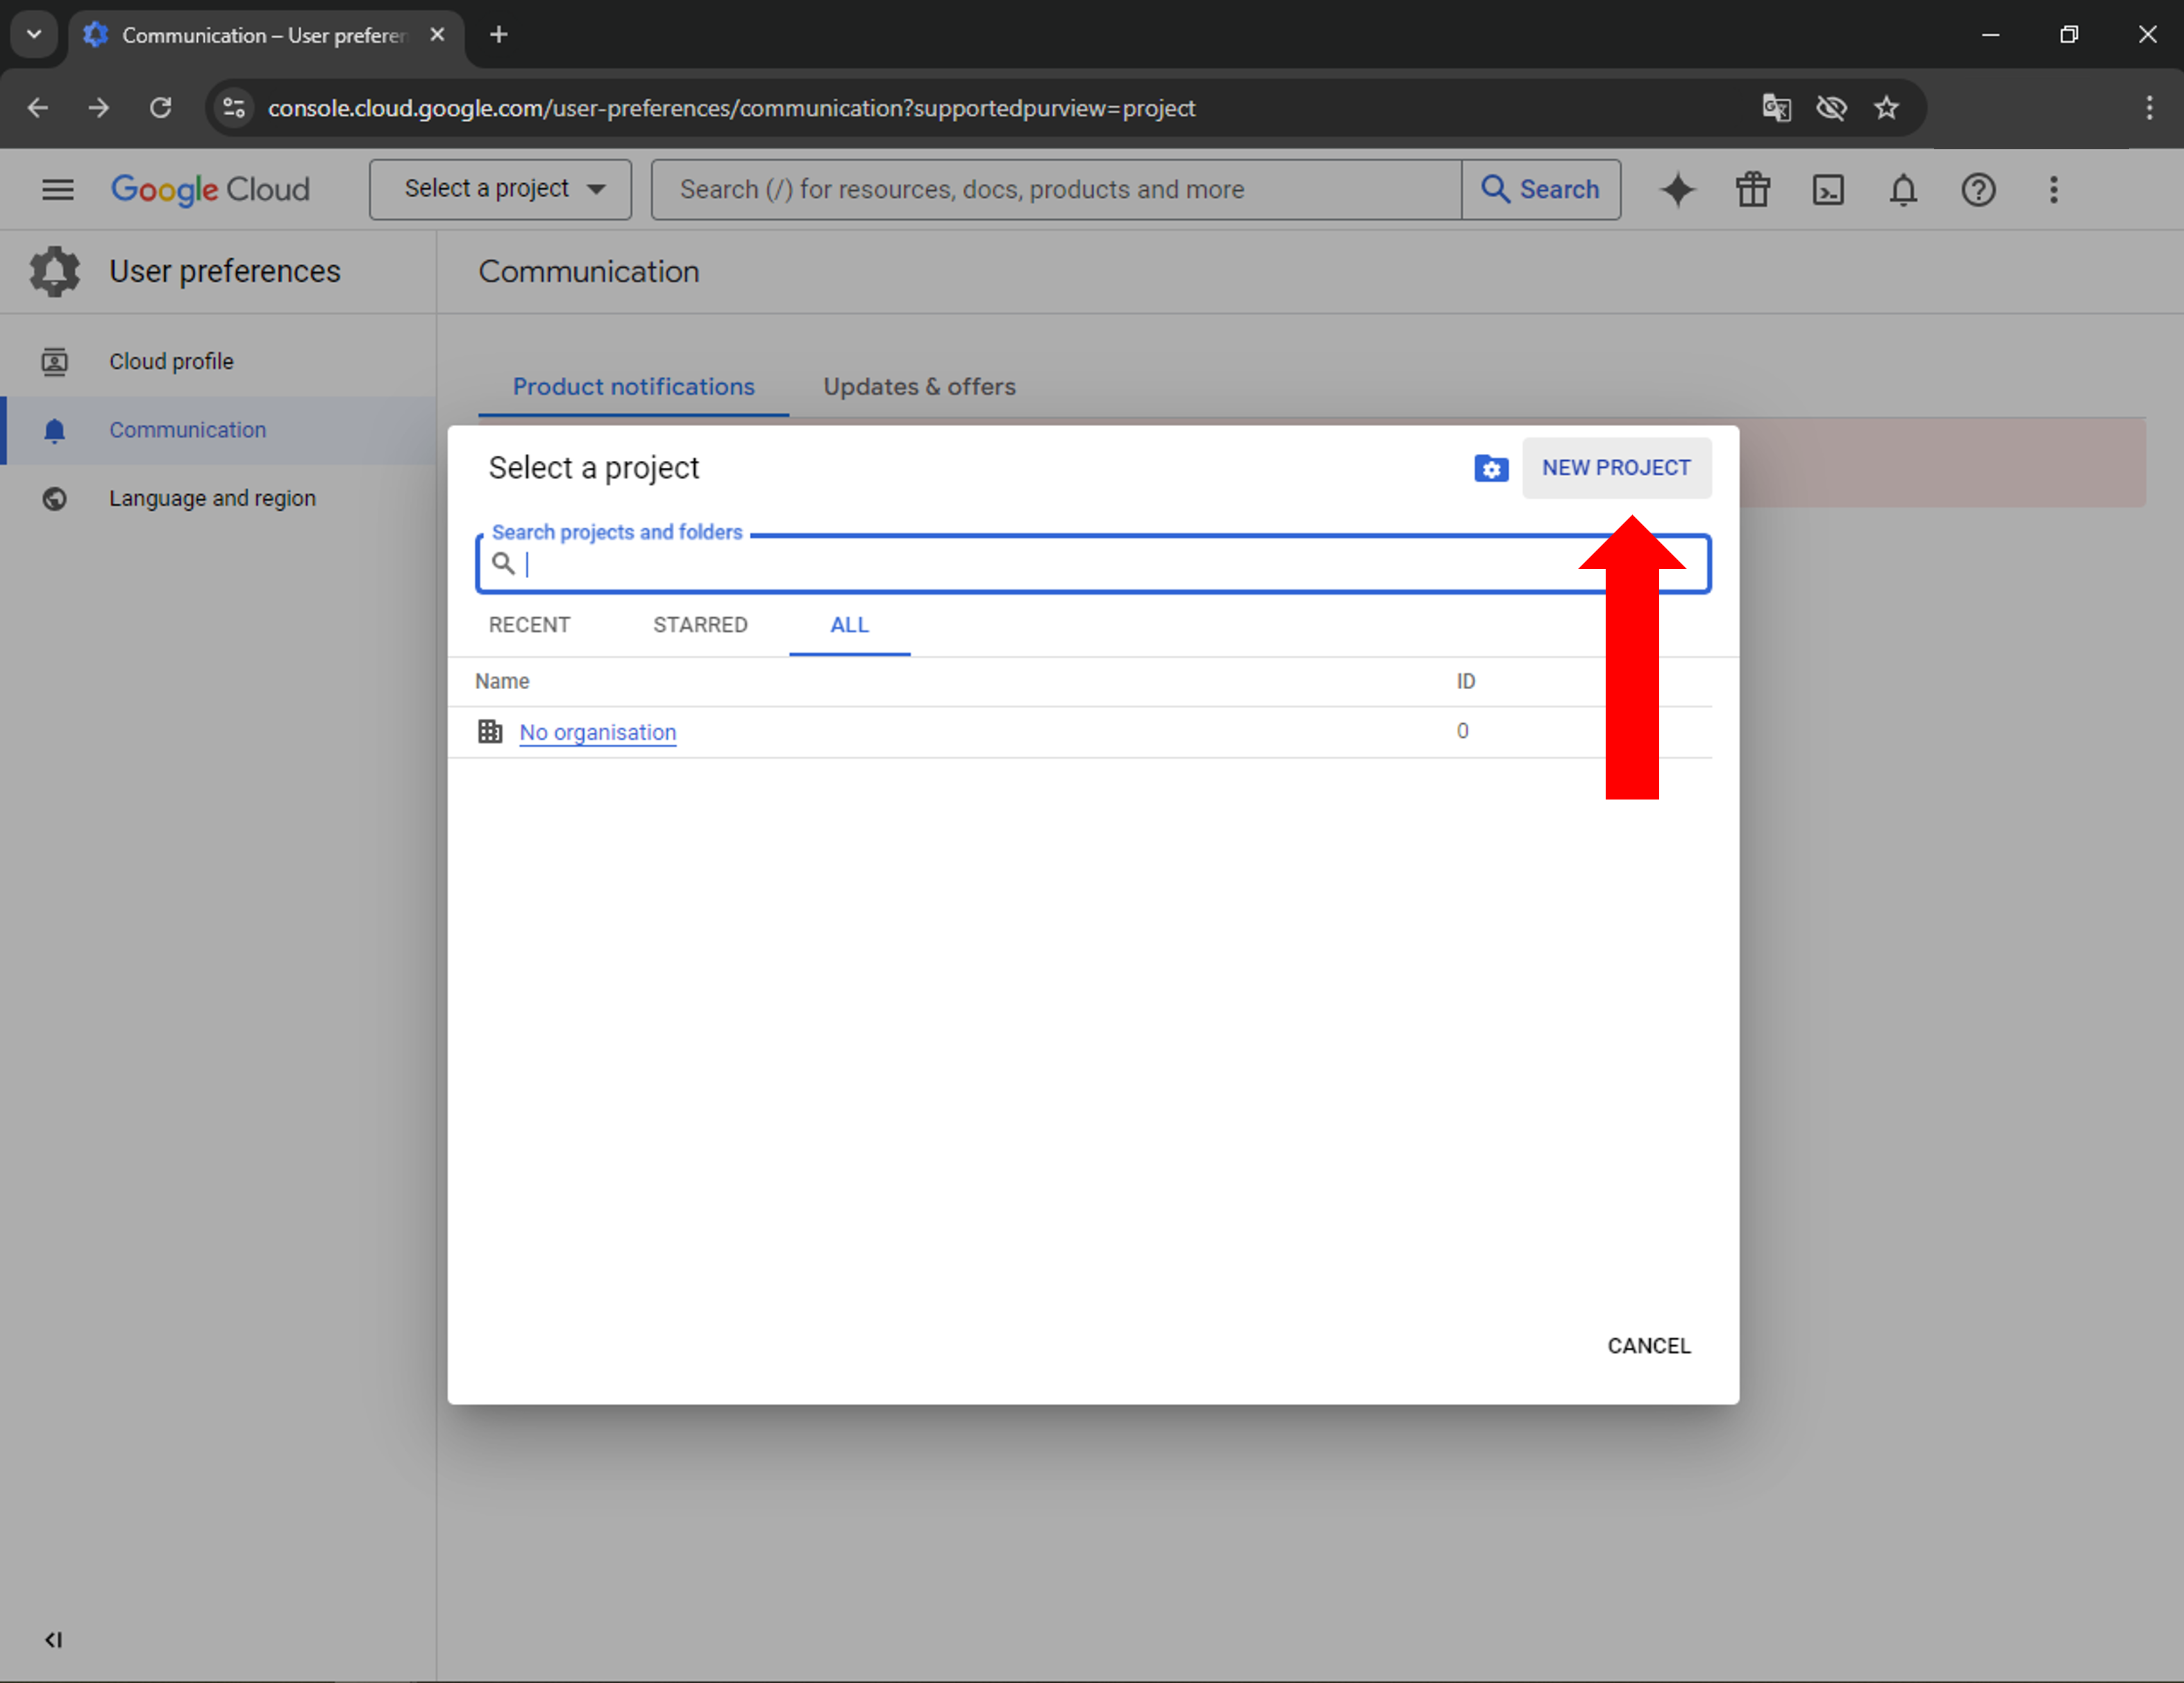 Communication – User preferen
console.cloud.google.com/user-preferences/communication?supportedpurview=project
Google Cloud
Select a project
Search (/) for resources, docs, products and more
Search
User preferences
Communication
Cloud profile
Communication
Language and region
Product notifications
Updates & offers
Select a project
NEW PROJECT
Search projects and folders
RECENT
STARRED
ALL
Name
ID
No organisation
0
CANCEL